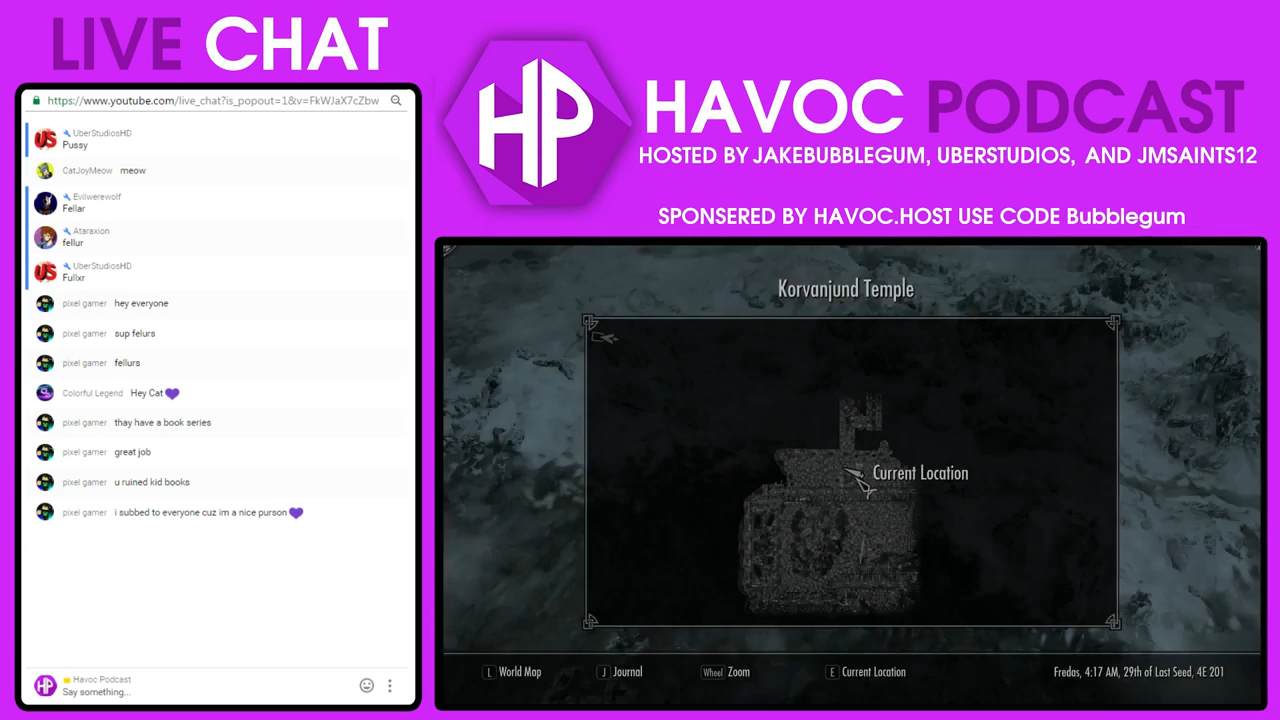 LIVE CHAT
https://www.youtube.com/live_chat?is_popout=1&v=FkWJaX7cZbw
US UberStudiosHD
Pussy
CatJoyMeow meow
Evilwerewolf
Fellar
Ataraxion
fellur
US UberStudiosHD
Fullxr
pixel gamer hey everyone
pixel gamer sup felurs
pixel gamer fellurs
Colorful Legend Hey Cat 💜
pixel gamer thay have a book series
pixel gamer great job
pixel gamer u ruined kid books
pixel gamer i subbed to everyone cuz im a nice purson 💜
HP Havoc Podcast
Say something...
HP
HAVOC PODCAST
HOSTED BY JAKEBUBBLEGUM, UBERSTUDIOS, AND JMSAINTS12
SPONSERED BY HAVOC.HOST USE CODE Bubblegum
Korvanjund Temple
Current Location
L World Map J Journal Wheel Zoom E Current Location Fredas, 4:17 AM, 29th of Last Seed, 4E 201